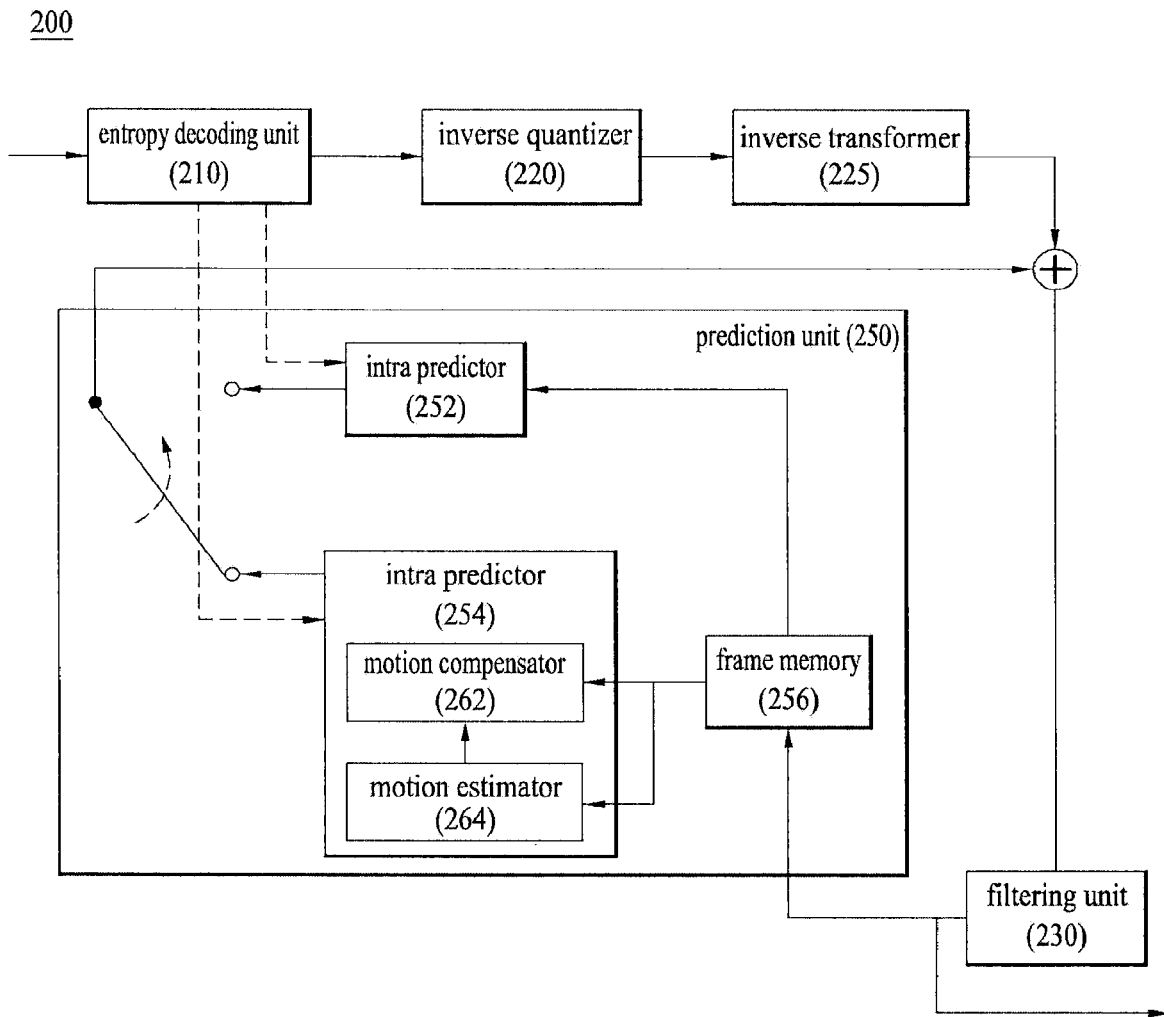 200
entropy decoding unit
(210)
inverse quantizer
(220)
inverse transformer
(225)
prediction unit (250)
intra predictor
(252)
intra predictor
(254)
motion compensator
(262)
frame memory
(256)
motion estimator
(264)
filtering unit
(230)